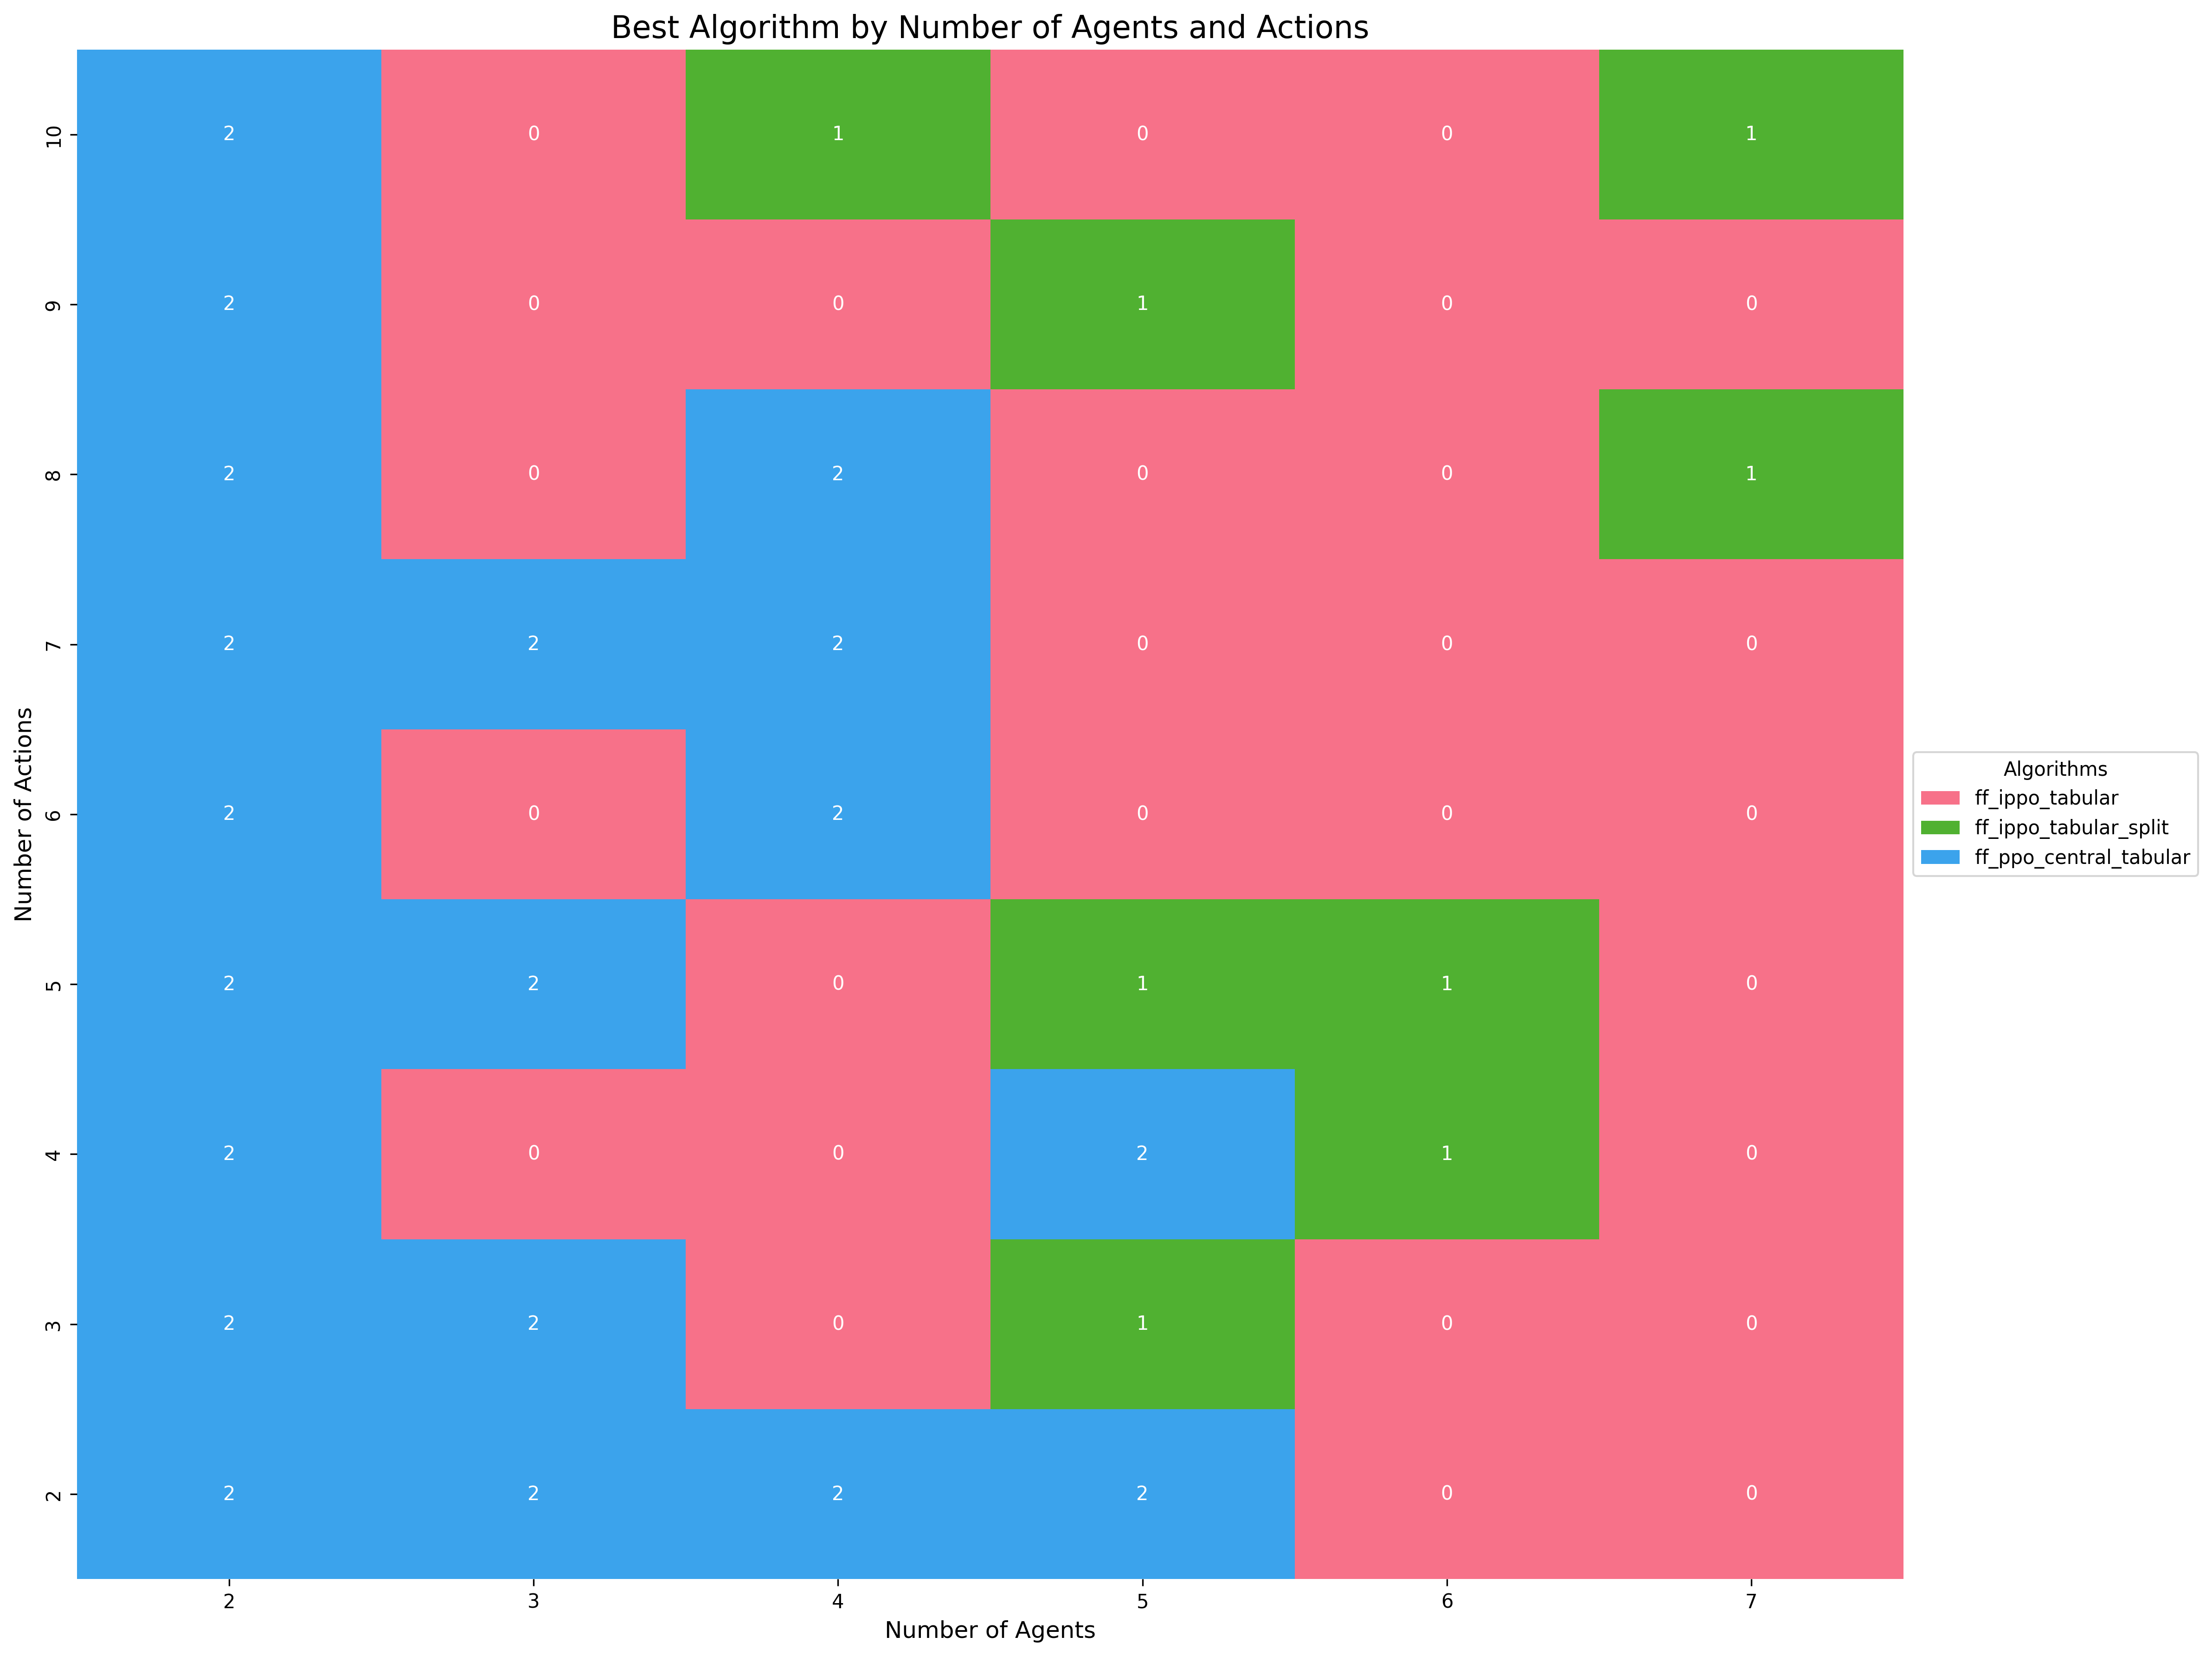 Best Algorithm by Number of Agents and Actions
Number of Actions
10 2 0 1 0 0 1
9 2 0 0 1 0 0
8 2 0 2 0 0 1
7 2 2 2 0 0 0
6 2 0 2 0 0 0
5 2 2 0 1 1 0
4 2 0 0 2 1 0
3 2 2 0 1 0 0
2 2 2 2 2 0 0
2 3 4 5 6 7
Number of Agents
Algorithms
ff_ippo_tabular
ff_ippo_tabular_split
ff_ppo_central_tabular